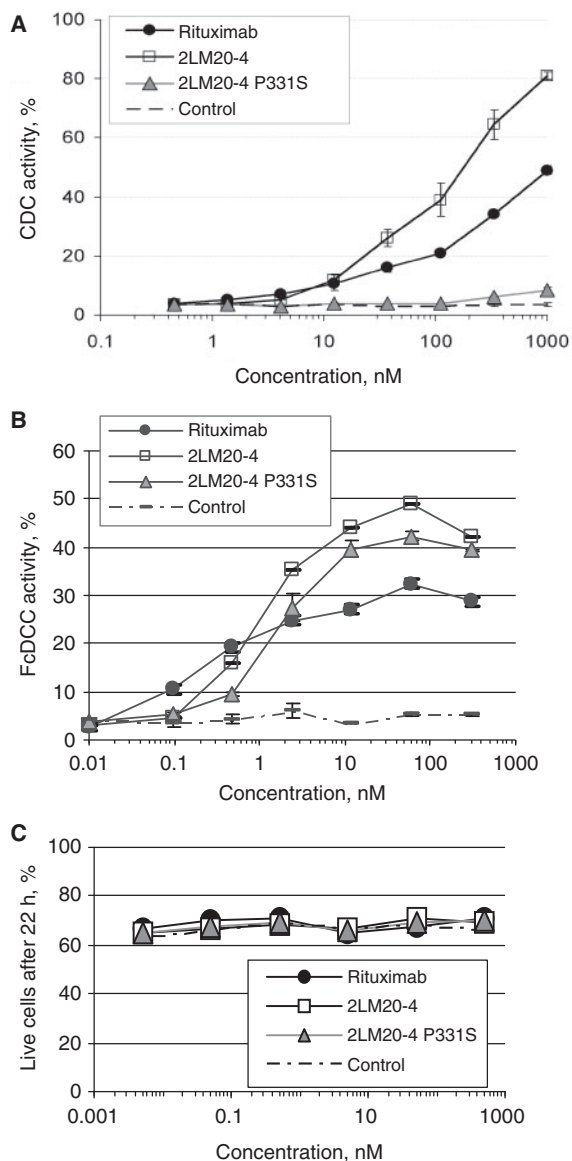 A
Rituximab
2LM20-4
2LM20-4 P331S
Control
CDC activity, %
100
80
60
40
20
0
0.1 1 10 100 1000
Concentration, nM
B
Rituximab
2LM20-4
2LM20-4 P331S
Control
FcDCC activity, %
60
50
40
30
20
10
0
0.01 0.1 1 10 100 1000
Concentration, nM
C
Live cells after 22 h, %
100
80
60
40
20
0
Rituximab
2LM20-4
2LM20-4 P331S
Control
0.001 0.1 10 1000
Concentration, nM